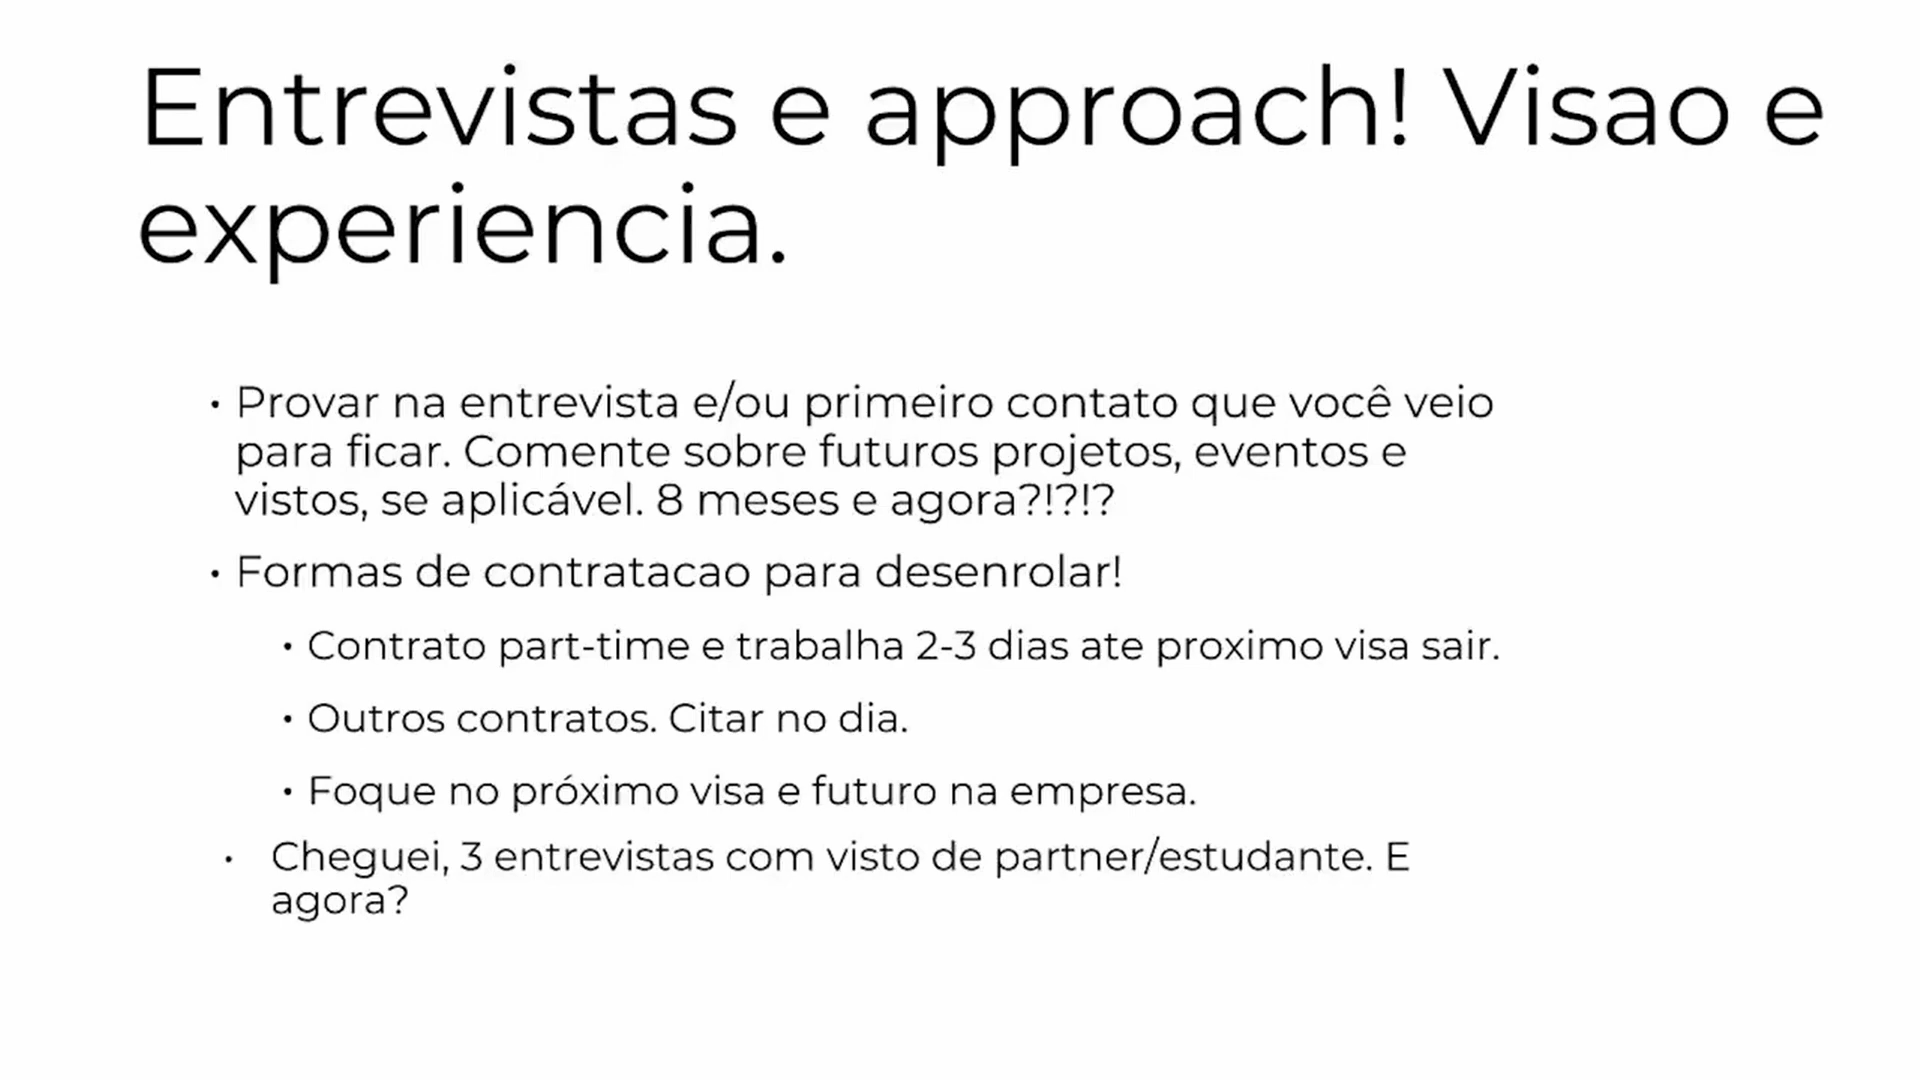 Entrevistas e approach! Visao e
experiencia.
• Provar na entrevista e/ou primeiro contato que você veio
para ficar. Comente sobre futuros projetos, eventos e
vistos, se aplicável. 8 meses e agora?!?!?
• Formas de contratacao para desenrolar!
• Contrato part-time e trabalha 2-3 dias ate proximo visa sair.
• Outros contratos. Citar no dia.
• Foque no próximo visa e futuro na empresa.
• Cheguei, 3 entrevistas com visto de partner/estudante. E
agora?